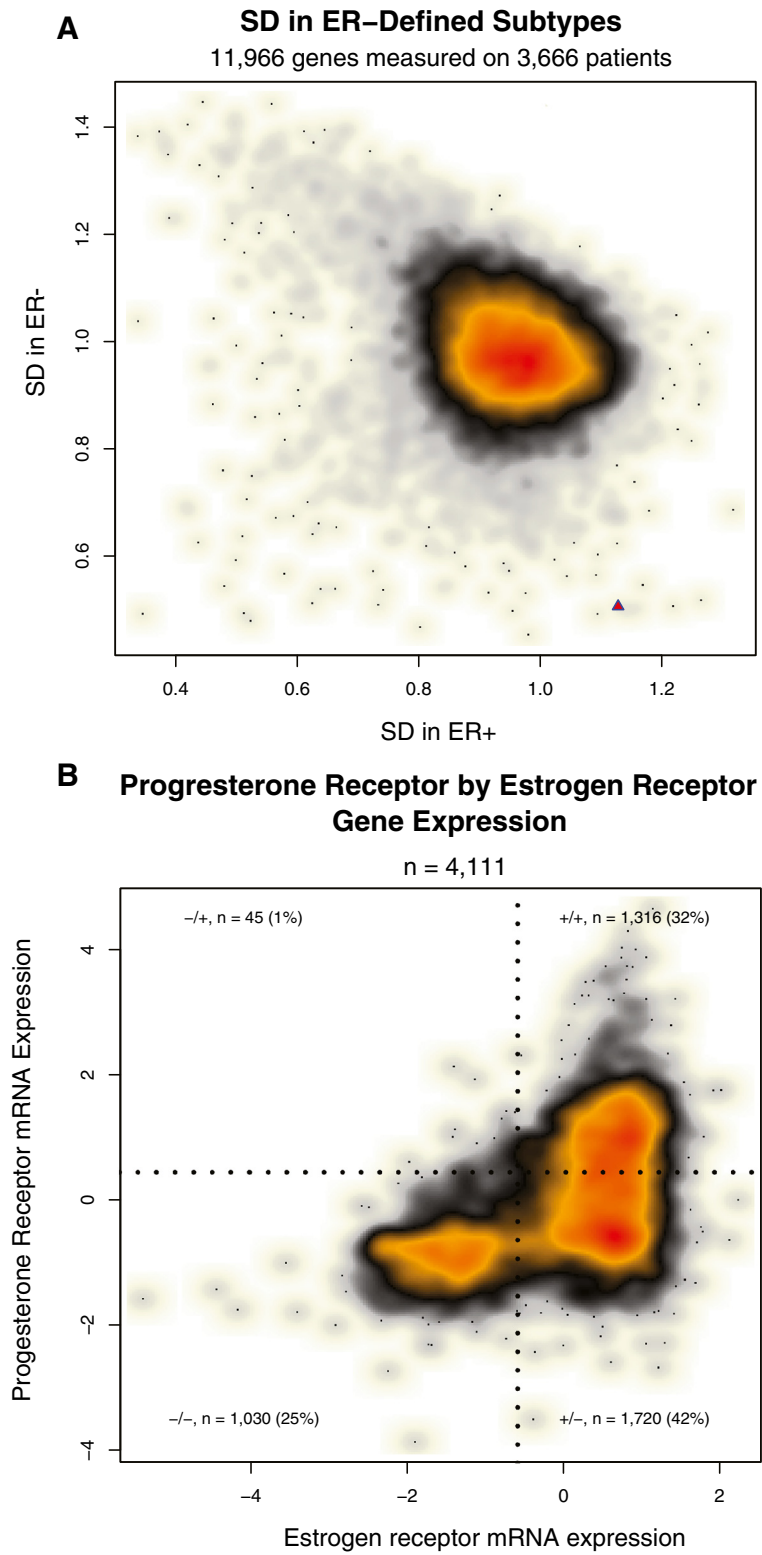 A
SD in ER–Defined Subtypes
11,966 genes measured on 3,666 patients
1.4
1.2
1.0
0.8
0.6
SD in ER-
0.4 0.6 0.8 1.0 1.2
SD in ER+
B
Progresterone Receptor by Estrogen Receptor
Gene Expression
n = 4,111
−/+, n = 45 (1%)
+/+, n = 1,316 (32%)
4
2
0
−2
−4
Progesterone Receptor mRNA Expression
−/−, n = 1,030 (25%)
+/−, n = 1,720 (42%)
−4 −2 0 2
Estrogen receptor mRNA expression